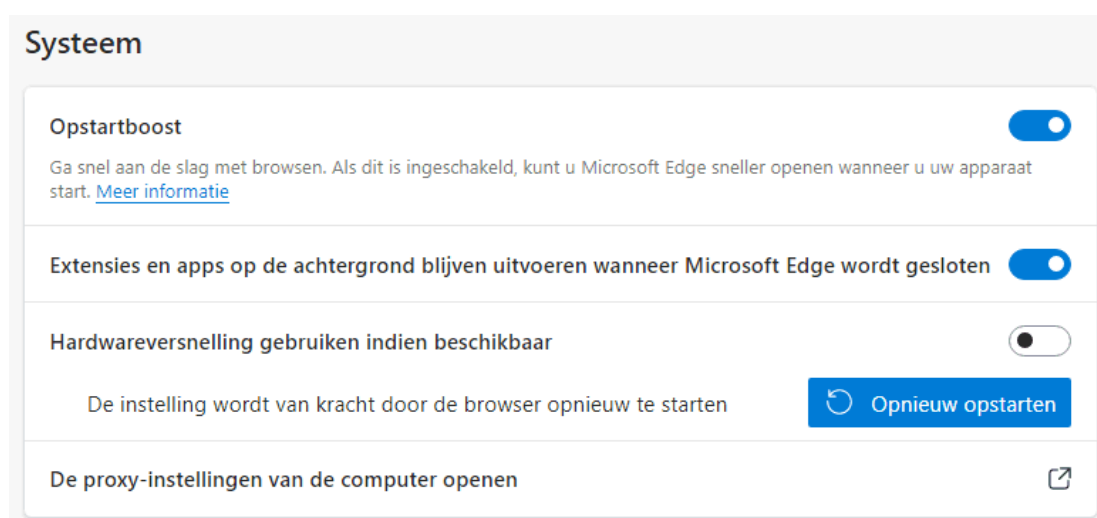 Systeem
Opstartboost
Ga snel aan de slag met browsen. Als dit is ingeschakeld, kunt u Microsoft Edge sneller openen wanneer u uw apparaat
start. Meer informatie
Extensies en apps op de achtergrond blijven uitvoeren wanneer Microsoft Edge wordt gesloten
Hardwareversnelling gebruiken indien beschikbaar
De instelling wordt van kracht door de browser opnieuw te starten
Opnieuw opstarten
De proxy-instellingen van de computer openen